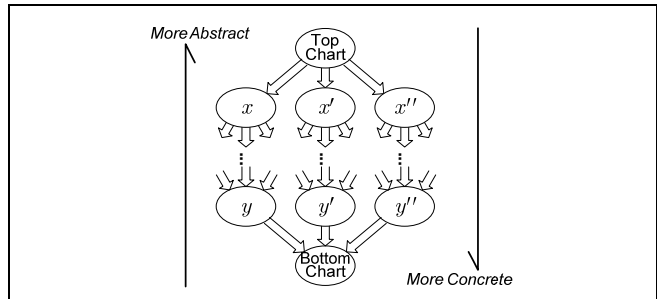 More Abstract
Top
Chart
x x′ x″
y y′ y″
Bottom
Chart
More Concrete